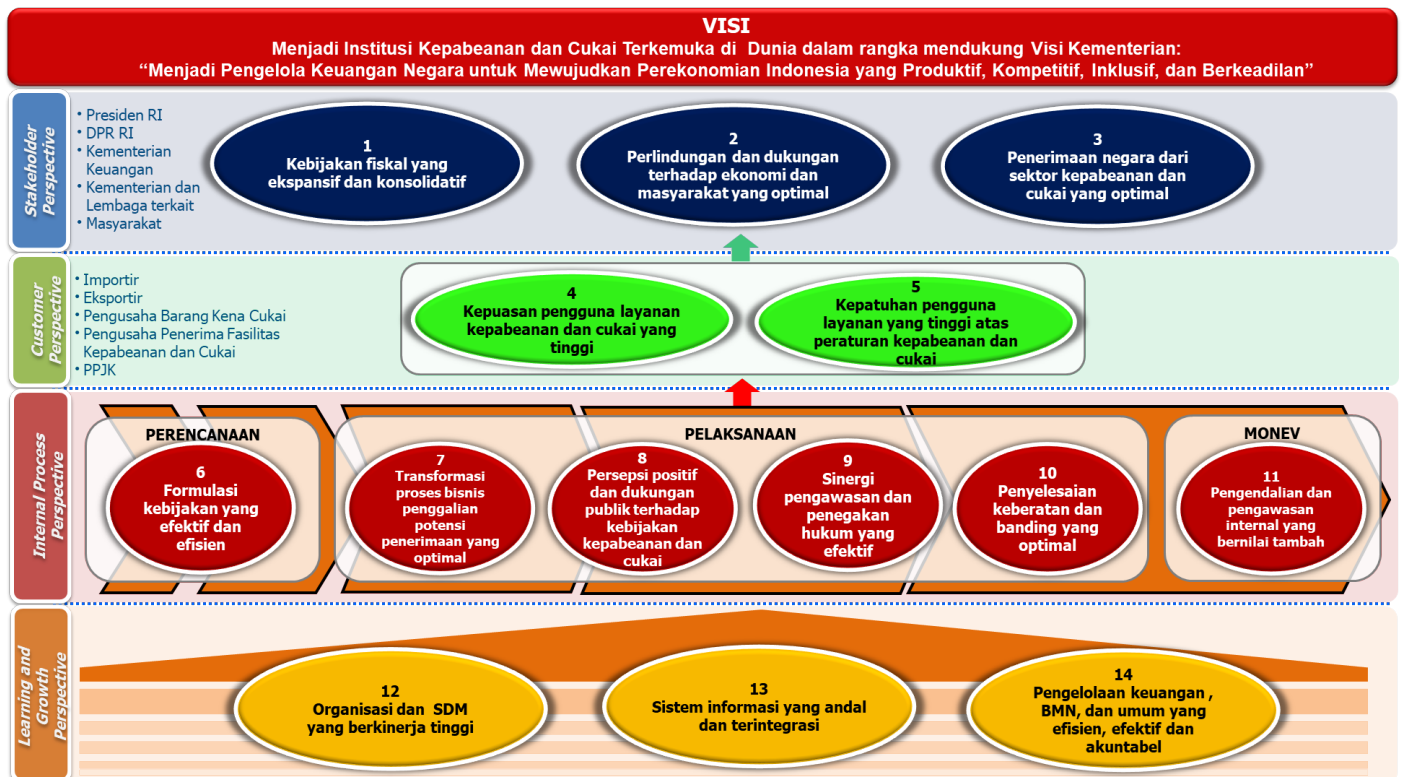 VISI
Menjadi Institusi Kepabeanan dan Cukai Terkemuka di Dunia dalam rangka mendukung Visi Kementerian:
“Menjadi Pengelola Keuangan Negara untuk Mewujudkan Perekonomian Indonesia yang Produktif, Kompetitif, Inklusif, dan Berkeadilan”
Stakeholder
Perspective
• Presiden RI
• DPR RI
• Kementerian
Keuangan
• Kementerian dan
Lembaga terkait
• Masyarakat
1
Kebijakan fiskal yang
ekspansif dan konsolidatif
2
Perlindungan dan dukungan
terhadap ekonomi dan
masyarakat yang optimal
3
Penerimaan negara dari
sektor kepabeanan dan
cukai yang optimal
Customer
Perspective
• Importir
• Eksportir
• Pengusaha Barang Kena Cukai
• Pengusaha Penerima Fasilitas
Kepabeanan dan Cukai
• PPJK
4
Kepuasan pengguna layanan
kepabeanan dan cukai yang
tinggi
5
Kepatuhan pengguna
layanan yang tinggi atas
peraturan kepabeanan dan
cukai
Internal Process
Perspective
PERENCANAAN
6
Formulasi
kebijakan yang
efektif dan
efisien
PELAKSANAAN
7
Transformasi
proses bisnis
penggalian
potensi
penerimaan yang
optimal
8
Persepsi positif
dan dukungan
publik terhadap
kebijakan
kepabeanan dan
cukai
9
Sinergi
pengawasan dan
penegakan
hukum yang
efektif
10
Penyelesaian
keberatan dan
banding yang
optimal
MONEV
11
Pengendalian dan
pengawasan
internal yang
bernilai tambah
Learning and
Growth
Perspective
12
Organisasi dan SDM
yang berkinerja tinggi
13
Sistem informasi yang andal
dan terintegrasi
14
Pengelolaan keuangan ,
BMN, dan umum yang
efisien, efektif dan
akuntabel